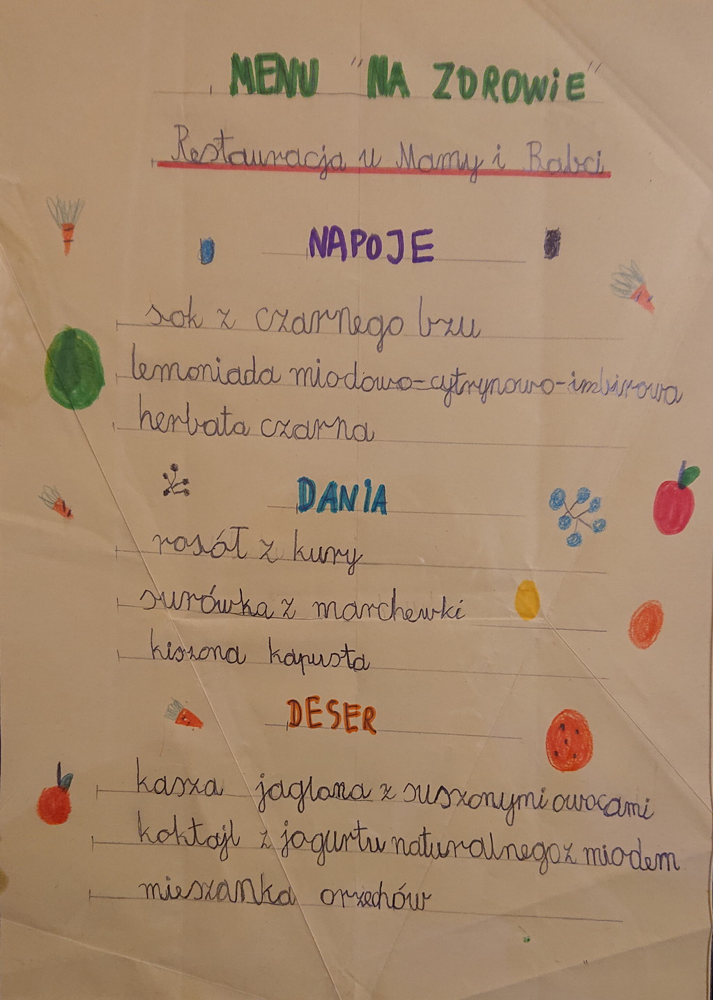 MENU "NA ZDROWiE"
Restauracja u Mamy i Babci
NAPOJE
sok z czarnego bzu
lemoniada miodowo-cytrynowo-imbirowa
herbata czarna
DANiA
rosół z kury
surówka z marchewki
kiszona kapusta
DESER
kasza jaglana z suszonymi owocami
koktajl z jagurtu naturalnego z miodem
mieszanka orzechów